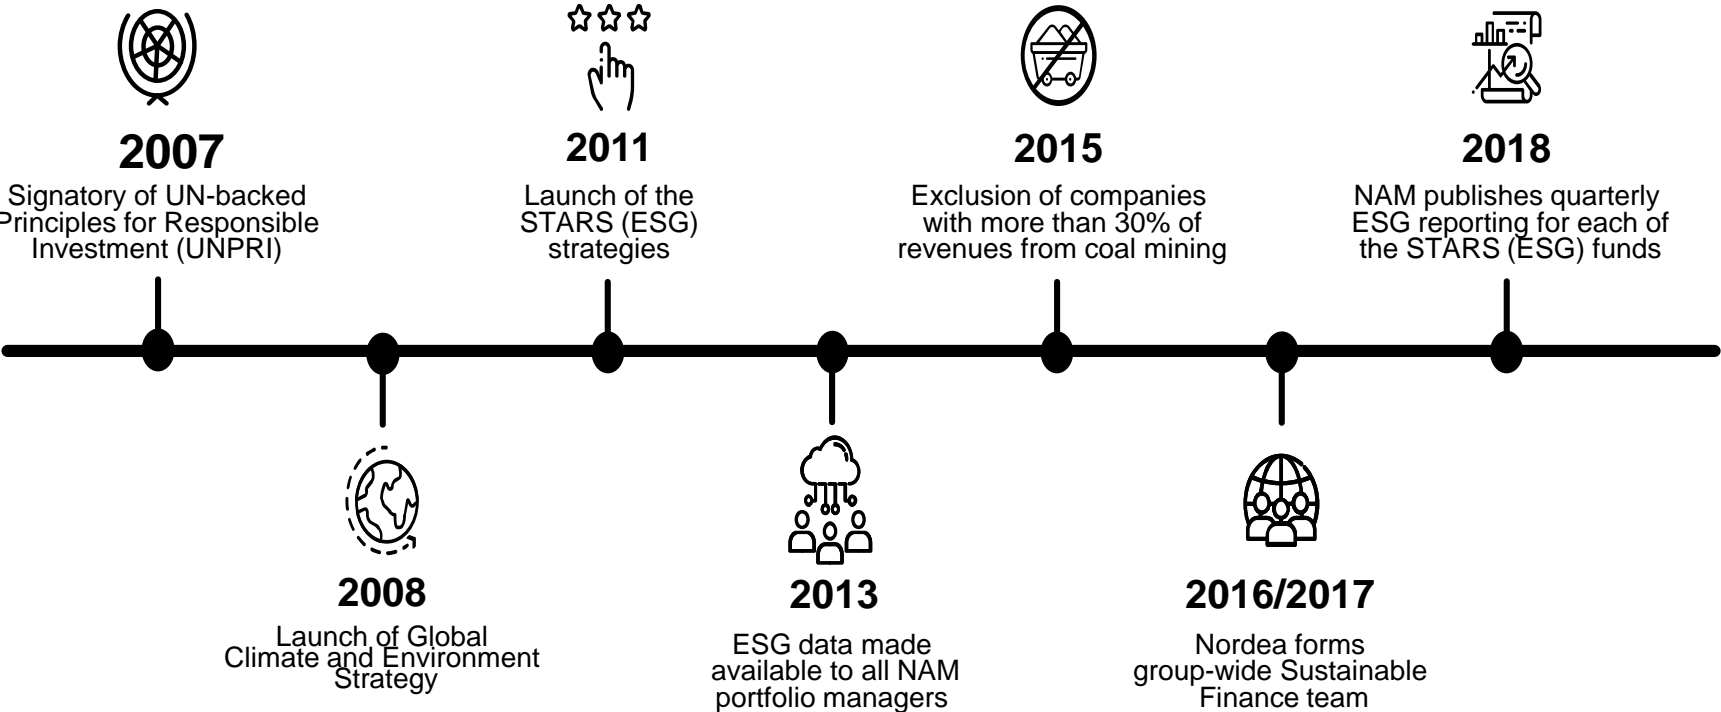 2007
Signatory of UN-backed
Principles for Responsible
Investment (UNPRI)
2011
Launch of the
STARS (ESG)
strategies
2015
Exclusion of companies
with more than 30% of
revenues from coal mining
2018
NAM publishes quarterly
ESG reporting for each of
the STARS (ESG) funds
2008
Launch of Global
Climate and Environment
Strategy
2013
ESG data made
available to all NAM
portfolio managers
2016/2017
Nordea forms
group-wide Sustainable
Finance team